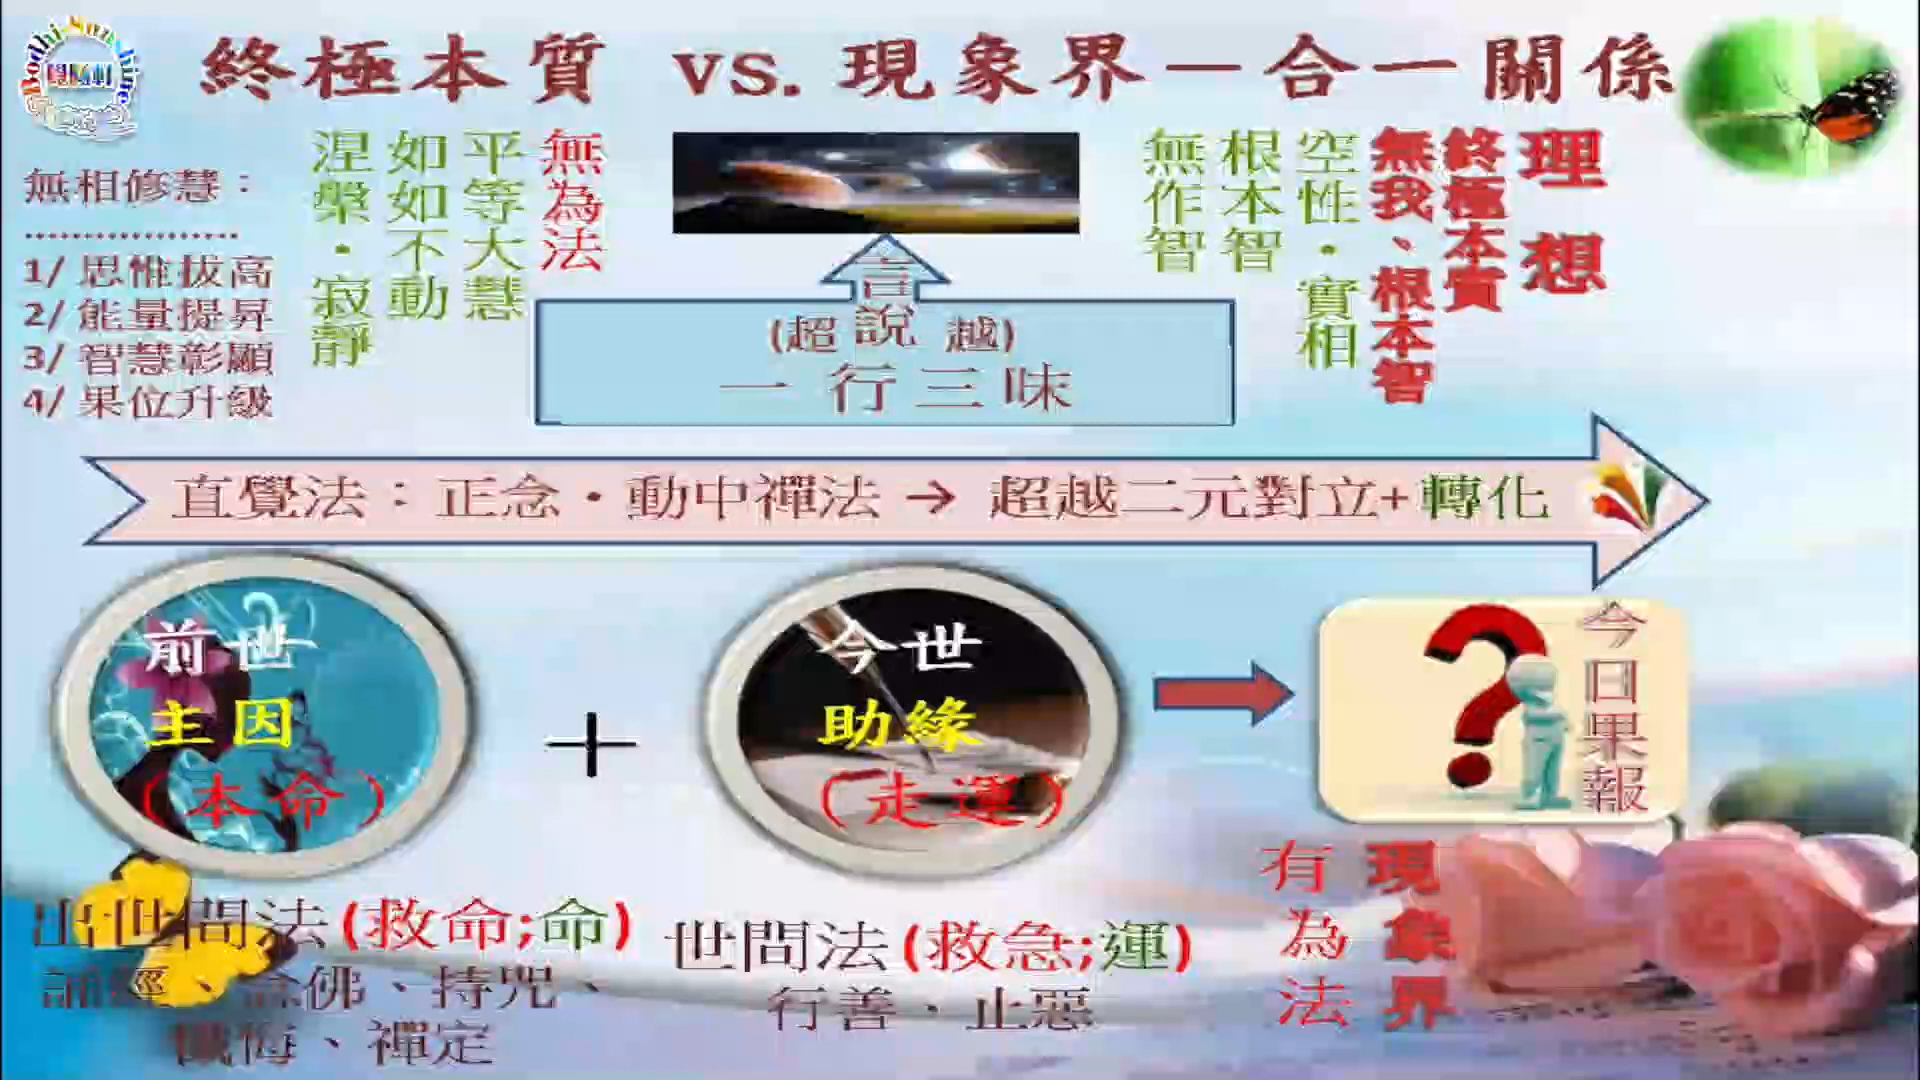 Bodhi Sunshine
覺勝軒
終極本質 vs. 現象界－合一關係
無相修慧：
1/ 思惟拔高
2/ 能量提昇
3/ 智慧彰顯
4/ 果位升級
無為法
平等大慧
如如不動
涅槃·寂靜
理想
終極本質
無我、根本智
空性·實相
根本智
無作智
言說
(超 越)
一行三昧
直覺法：正念·動中禪法 → 超越二元對立+轉化
前世
主因
(本命)
+
今世
助緣
(走運)
今日果報
現象界
有為法
出世間法(救命;命)
誦經、念佛、持咒、
懺悔、禪定
世間法(救急;運)
行善、止惡